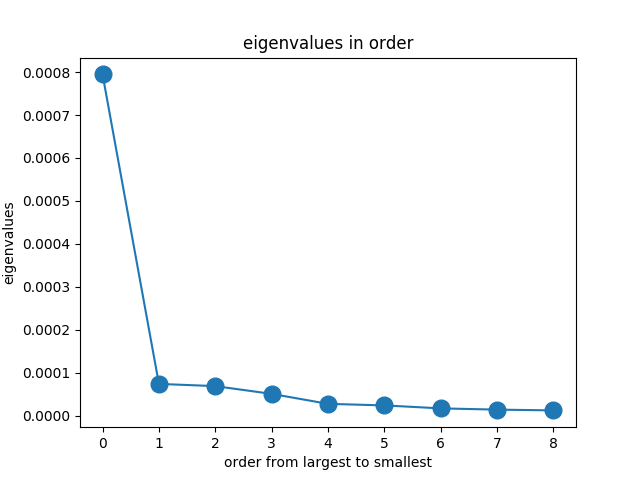 eigenvalues in order
eigenvalues
0.0008
0.0007
0.0006
0.0005
0.0004
0.0003
0.0002
0.0001
0.0000
0 1 2 3 4 5 6 7 8
order from largest to smallest